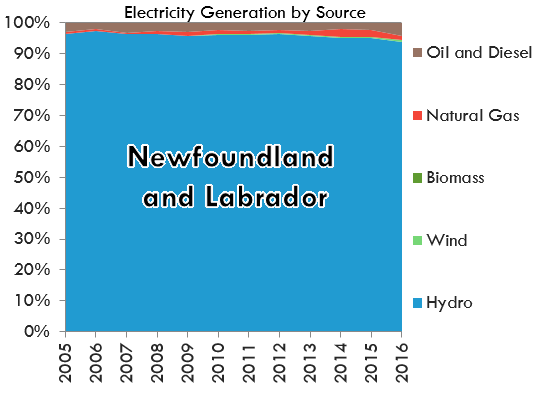 Electricity Generation by Source
100%
90%
80%
70%
60%
50%
40%
30%
20%
10%
0%
Newfoundland
and Labrador
2005
2006
2007
2008
2009
2010
2011
2012
2013
2014
2015
2016
Oil and Diesel
Natural Gas
Biomass
Wind
Hydro